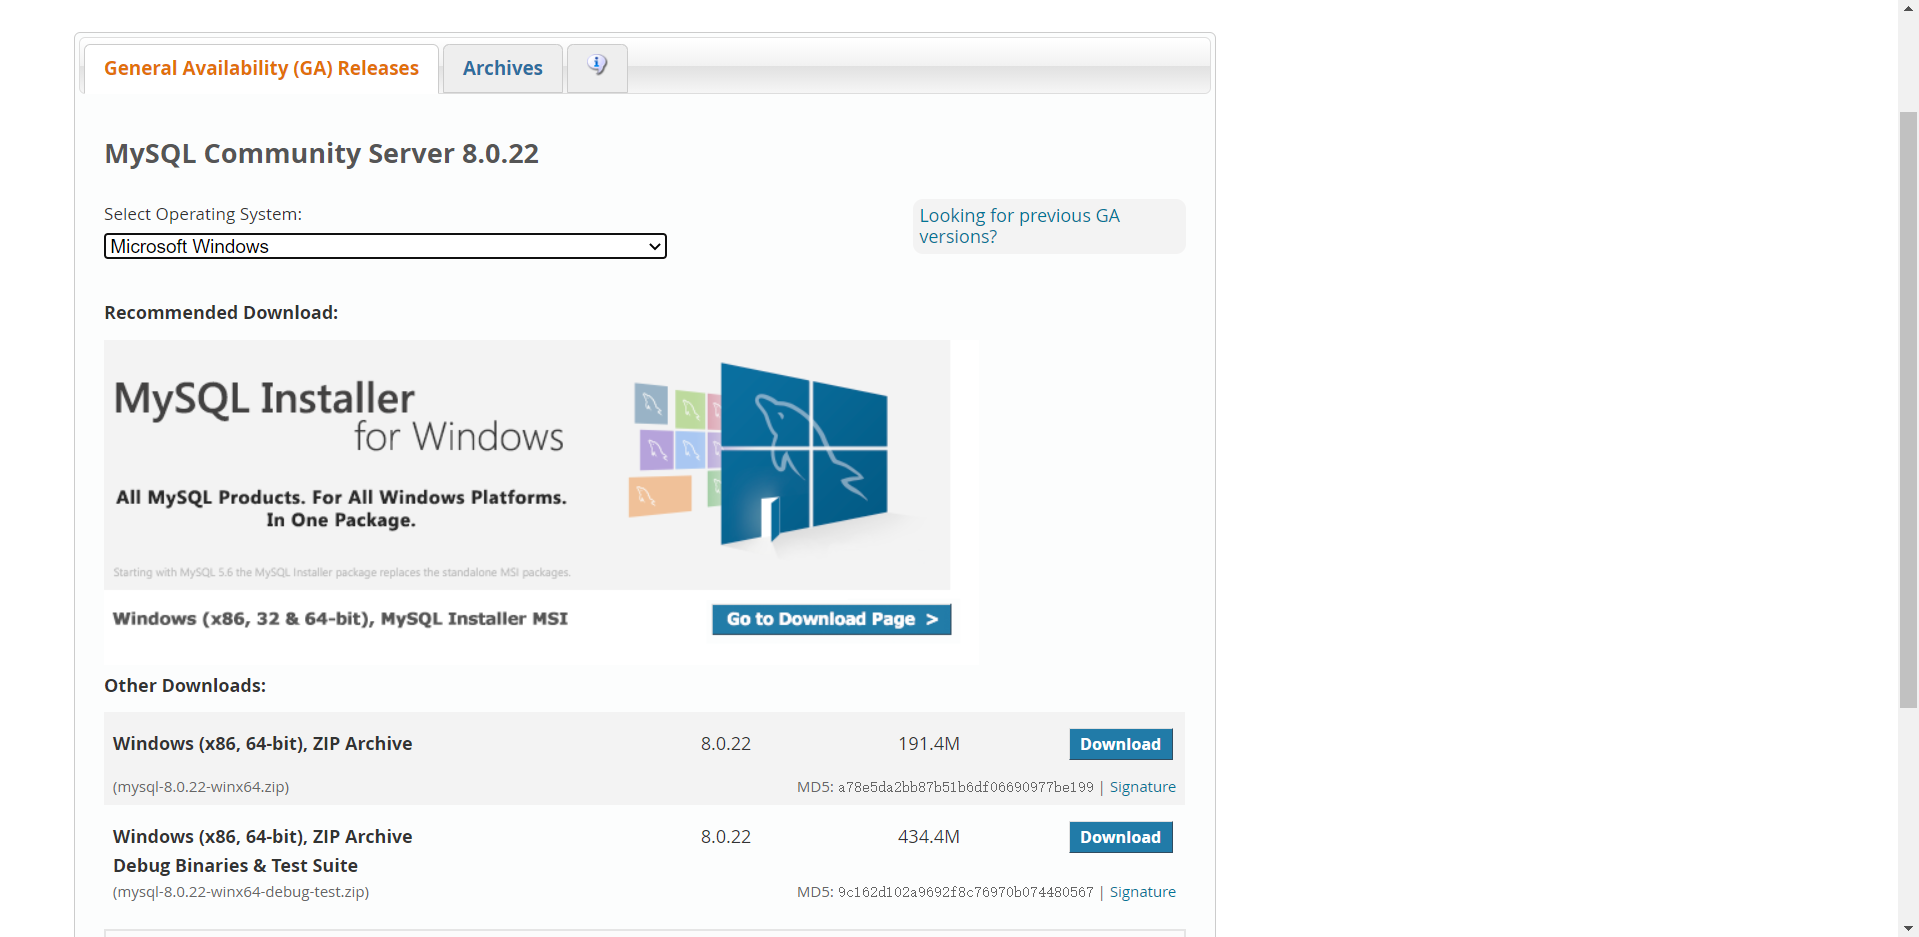 General Availability (GA) Releases
Archives
MySQL Community Server 8.0.22
Select Operating System:
Microsoft Windows
Looking for previous GA
versions?
Recommended Download:
MySQL Installer
for Windows
All MySQL Products. For All Windows Platforms.
In One Package.
Starting with MySQL 5.6 the MySQL Installer package replaces the standalone MSI packages.
Windows (x86, 32 & 64-bit), MySQL Installer MSI
Go to Download Page >
Other Downloads:
Windows (x86, 64-bit), ZIP Archive 8.0.22 191.4M Download
(mysql-8.0.22-winx64.zip) MD5: a78e5da2bb87b51b6df06690977be199 | Signature
Windows (x86, 64-bit), ZIP Archive 8.0.22 434.4M Download
Debug Binaries & Test Suite
(mysql-8.0.22-winx64-debug-test.zip) MD5: 9c162d102a9692f8c76970b074480567 | Signature